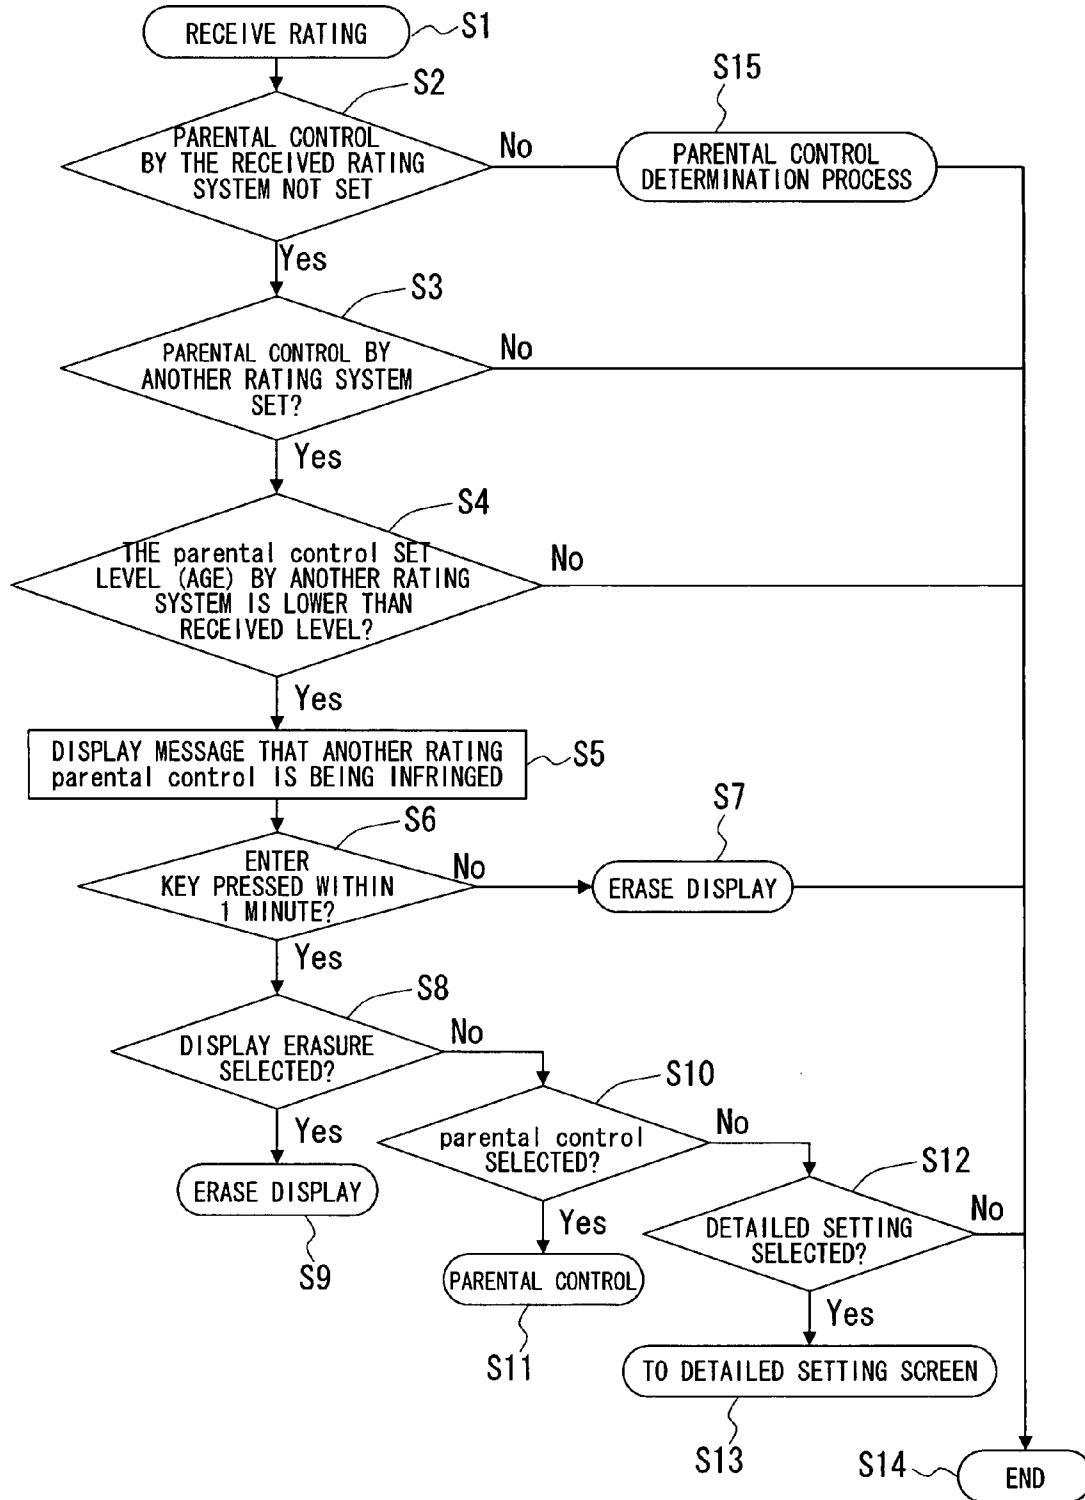 RECEIVE RATING
S1
S2
PARENTAL CONTROL
BY THE RECEIVED RATING
SYSTEM NOT SET
No
S15
PARENTAL CONTROL
DETERMINATION PROCESS
Yes
S3
PARENTAL CONTROL BY
ANOTHER RATING SYSTEM
SET?
No
Yes
S4
THE parental control SET
LEVEL (AGE) BY ANOTHER RATING
SYSTEM IS LOWER THAN
RECEIVED LEVEL?
No
Yes
DISPLAY MESSAGE THAT ANOTHER RATING
parental control IS BEING INFRINGED
S5
S6
ENTER
KEY PRESSED WITHIN
1 MINUTE?
No
S7
ERASE DISPLAY
Yes
S8
DISPLAY ERASURE
SELECTED?
No
Yes
ERASE DISPLAY
S9
S10
parental control
SELECTED?
No
Yes
PARENTAL CONTROL
S11
S12
DETAILED SETTING
SELECTED?
No
Yes
TO DETAILED SETTING SCREEN
S13
S14
END